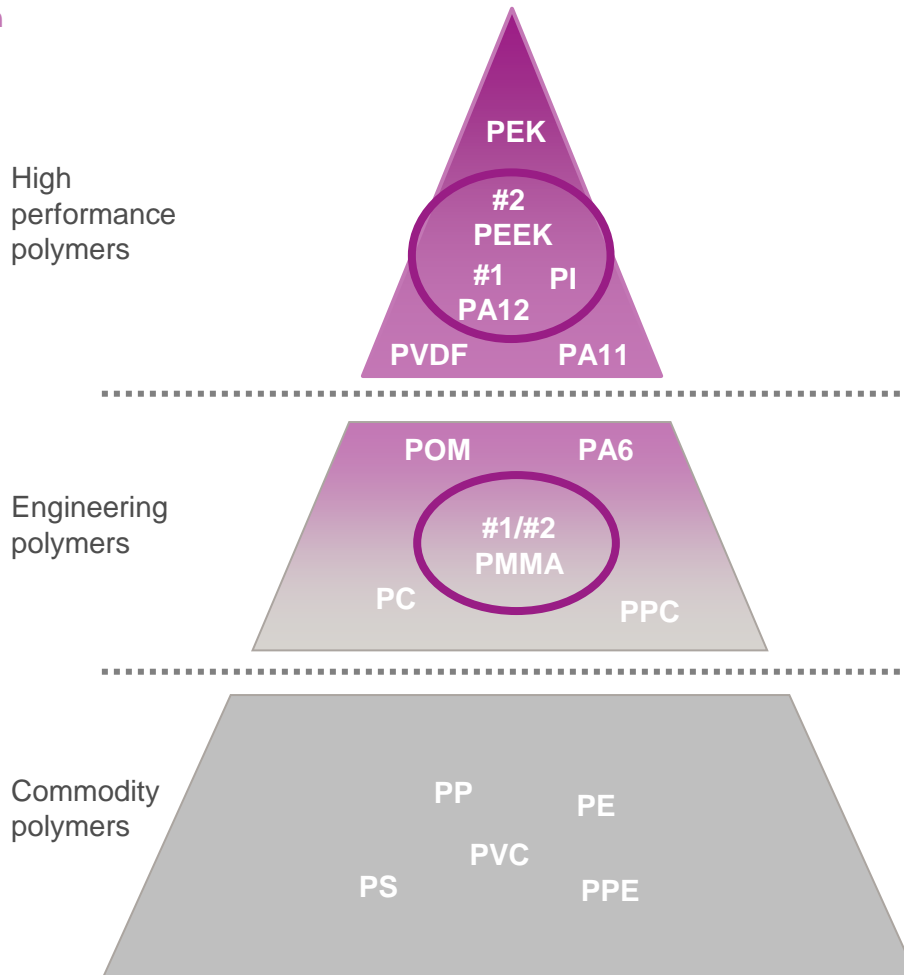 PEK
High
performance
polymers
#2
PEEK
#1
PI
PA12
PVDF
PA11
POM
PA6
Engineering
polymers
#1/#2
PMMA
PC
PPC
Commodity
polymers
PP
PE
PVC
PS
PPE